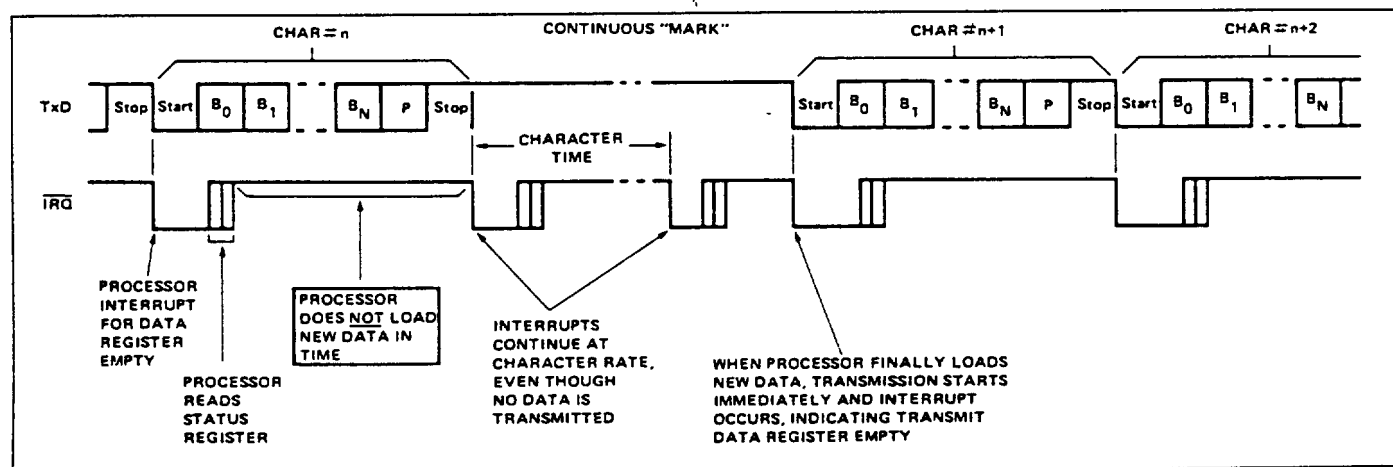 CHAR#n
CONTINUOUS "MARK"
CHAR#n+1
CHAR#n+2
TxD
Stop
Start
B0
B1
BN
P
Stop
Start
B0
B1
BN
P
Stop
Start
B0
B1
BN
CHARACTER
TIME
IRQ
PROCESSOR
INTERRUPT
FOR DATA
REGISTER
EMPTY
PROCESSOR
READS
STATUS
REGISTER
PROCESSOR
DOES NOT LOAD
NEW DATA IN
TIME
INTERRUPTS
CONTINUE AT
CHARACTER RATE,
EVEN THOUGH
NO DATA IS
TRANSMITTED
WHEN PROCESSOR FINALLY LOADS
NEW DATA, TRANSMISSION STARTS
IMMEDIATELY AND INTERRUPT
OCCURS, INDICATING TRANSMIT
DATA REGISTER EMPTY